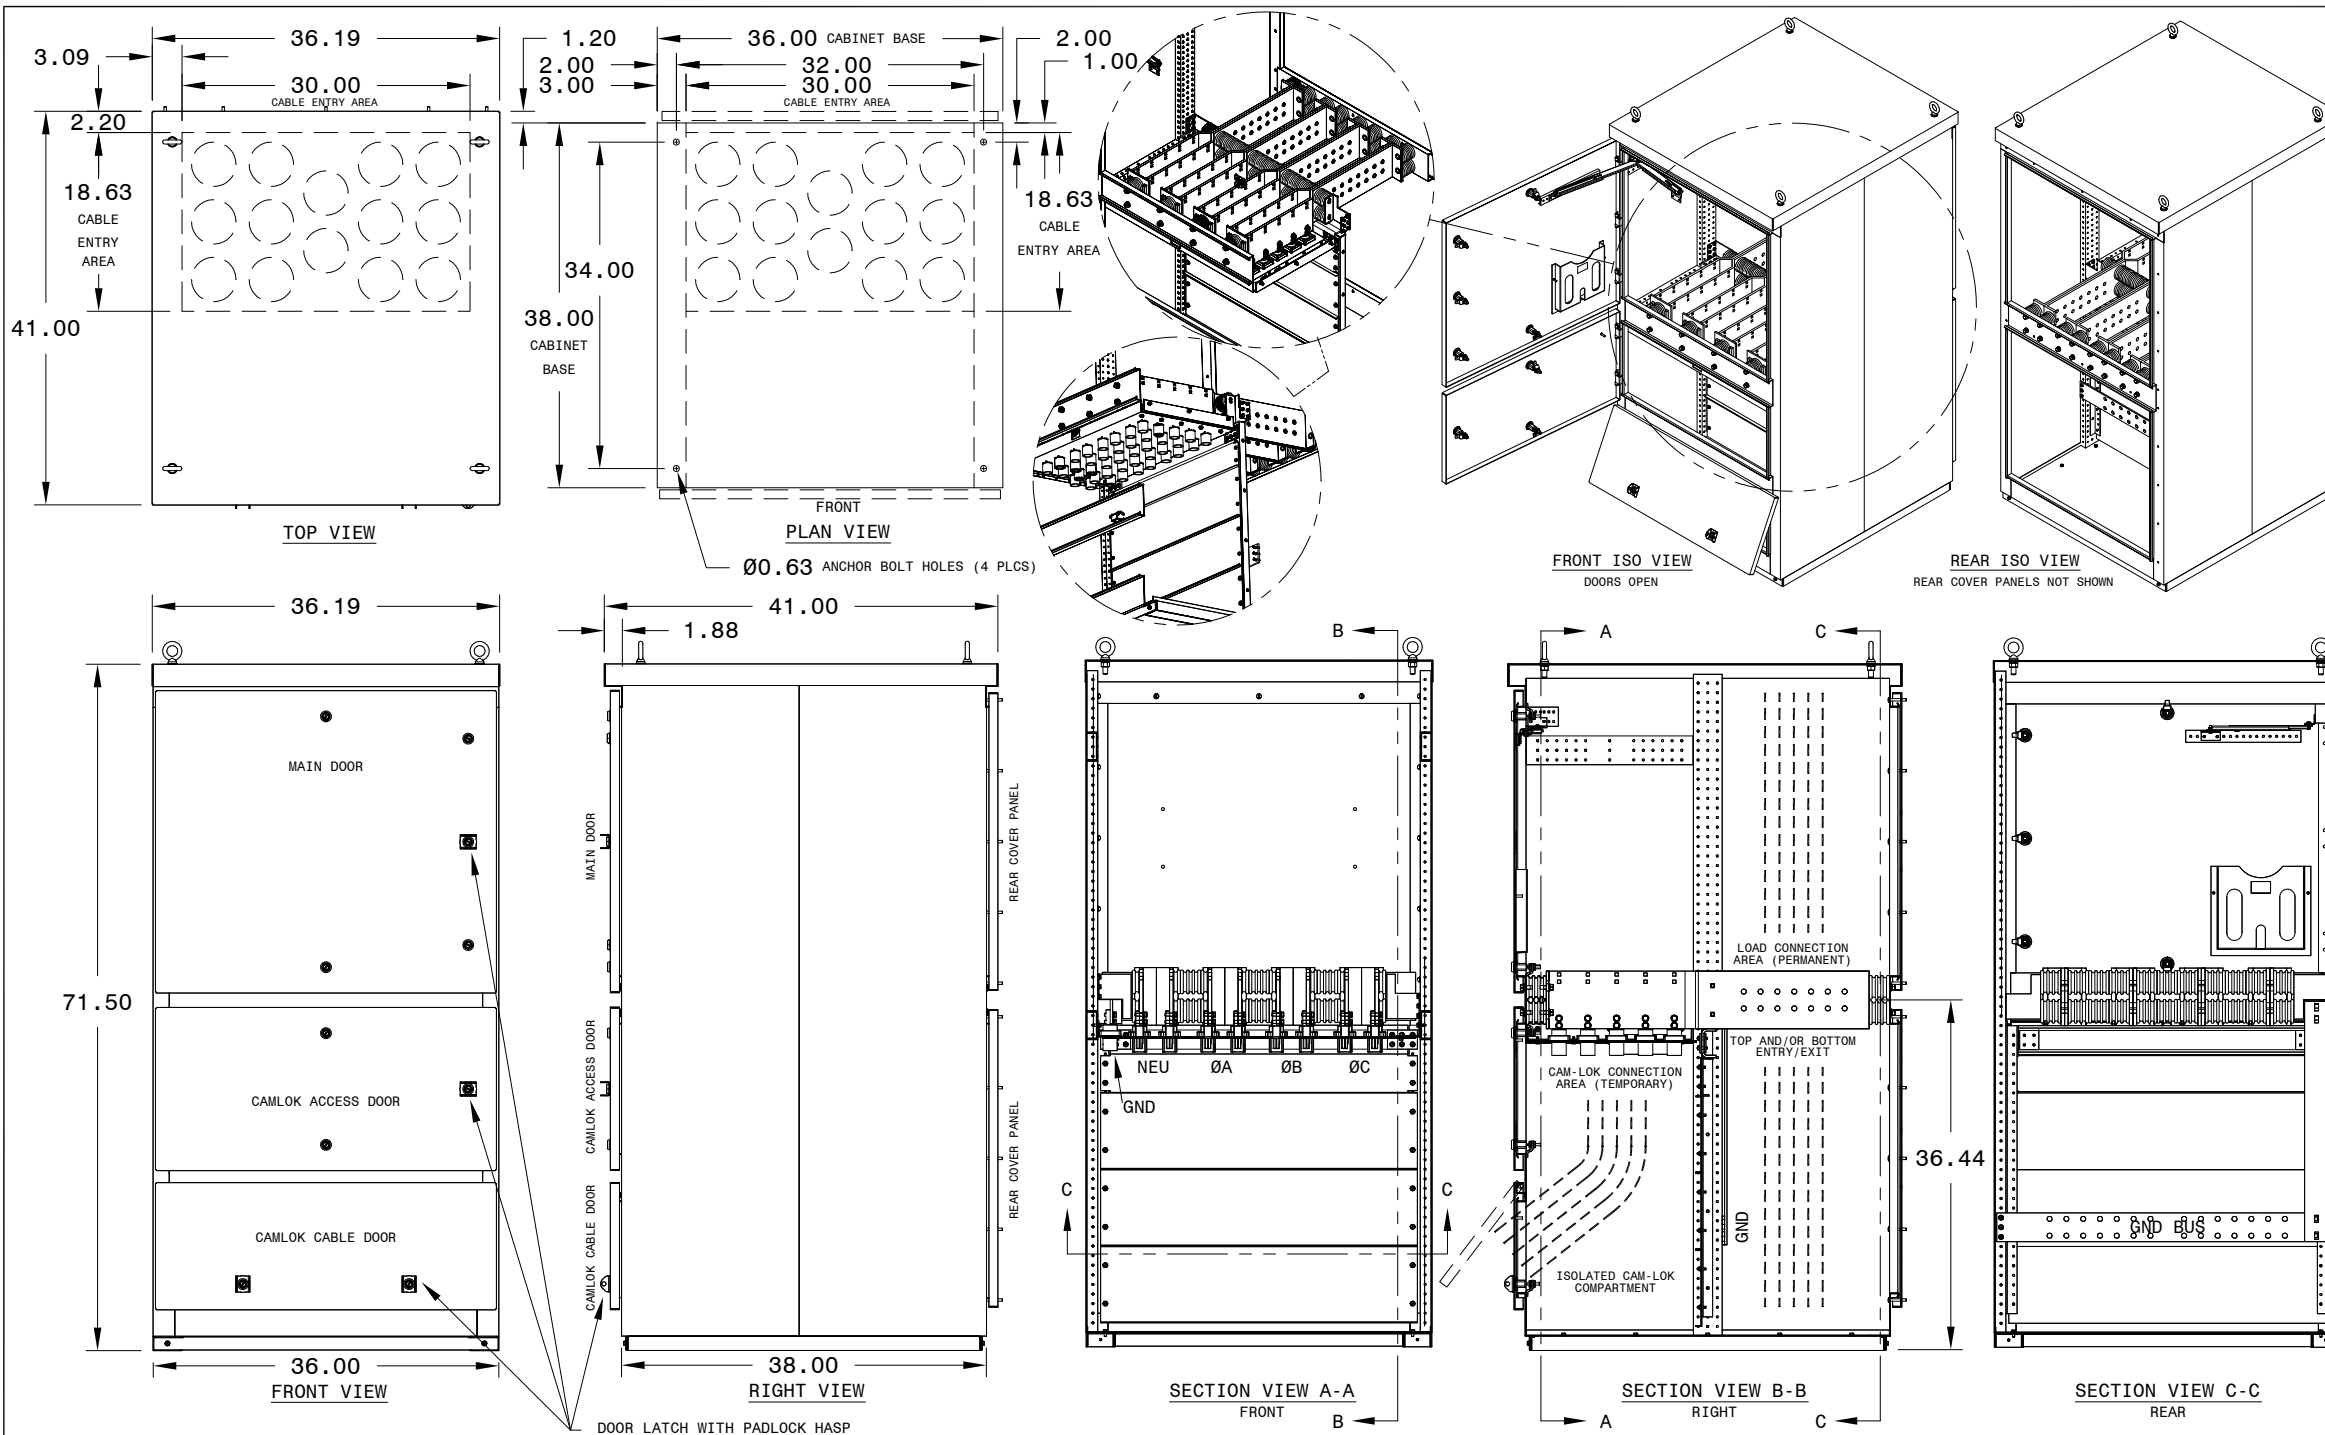 36.19
3.09
30.00
CABLE ENTRY AREA
2.20
18.63
CABLE
ENTRY
AREA
41.00
TOP VIEW
1.20
36.00 CABINET BASE
2.00
2.00
32.00
1.00
3.00
30.00
CABLE ENTRY AREA
18.63
CABLE
ENTRY AREA
34.00
38.00
CABINET
BASE
FRONT
PLAN VIEW
Ø0.63 ANCHOR BOLT HOLES (4 PLCS)
FRONT ISO VIEW
DOORS OPEN
REAR ISO VIEW
REAR COVER PANELS NOT SHOWN
36.19
MAIN DOOR
71.50
CAMLOK ACCESS DOOR
CAMLOK CABLE DOOR
36.00
FRONT VIEW
41.00
1.88
MAIN DOOR
REAR COVER PANEL
CAMLOK ACCESS DOOR
REAR COVER PANEL
CAMLOK CABLE DOOR
38.00
RIGHT VIEW
DOOR LATCH WITH PADLOCK HASP
B
NEU ØA ØB ØC
GND
C
C
SECTION VIEW A-A
FRONT
B
A
C
LOAD CONNECTION
AREA (PERMANENT)
TOP AND/OR BOTTOM
ENTRY/EXIT
CAM-LOK CONNECTION
AREA (TEMPORARY)
36.44
GND
ISOLATED CAM-LOK
COMPARTMENT
SECTION VIEW B-B
RIGHT
A
C
GND BUS
SECTION VIEW C-C
REAR